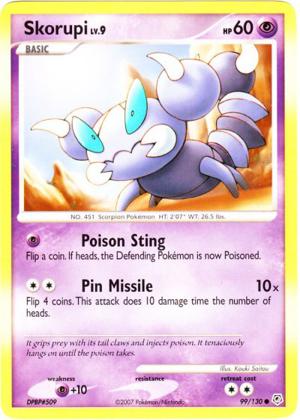 Skorupi LV.9 HP 60
BASIC
NO. 451 Scorpion Pokémon HT: 2'07" WT: 26.5 lbs.
Poison Sting
Flip a coin. If heads, the Defending Pokémon is now Poisoned.
Pin Missile 10×
Flip 4 coins. This attack does 10 damage time the number of
heads.
It grips prey with its tail claws and injects poison. It tenaciously
hangs on until the poison takes.
Illus. Kouki Saitou
weakness resistance retreat cost
+10
DPBP#509 ©2007 Pokémon/Nintendo 99/130